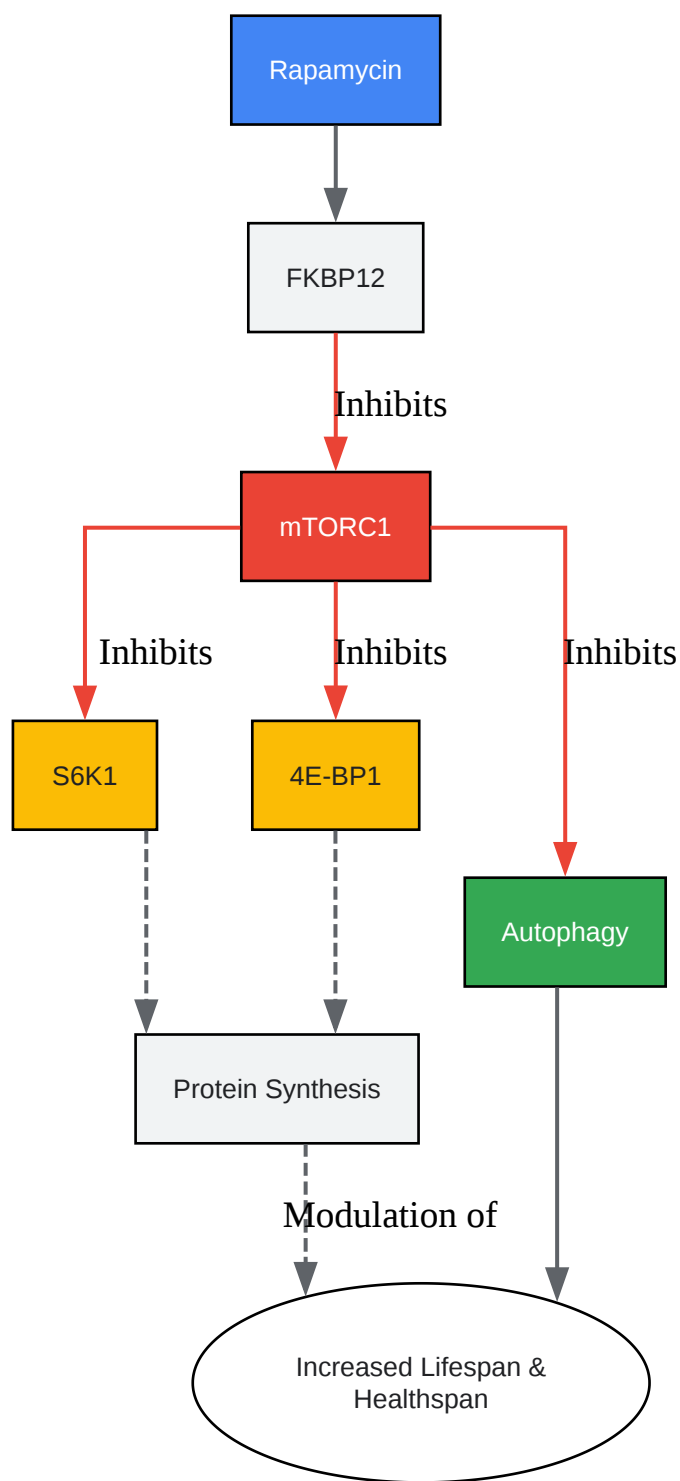 Rapamycin
FKBP12
Inhibits
mTORC1
Inhibits
Inhibits
Inhibits
S6K1
4E-BP1
Autophagy
Protein Synthesis
Modulation of
Increased Lifespan &
Healthspan